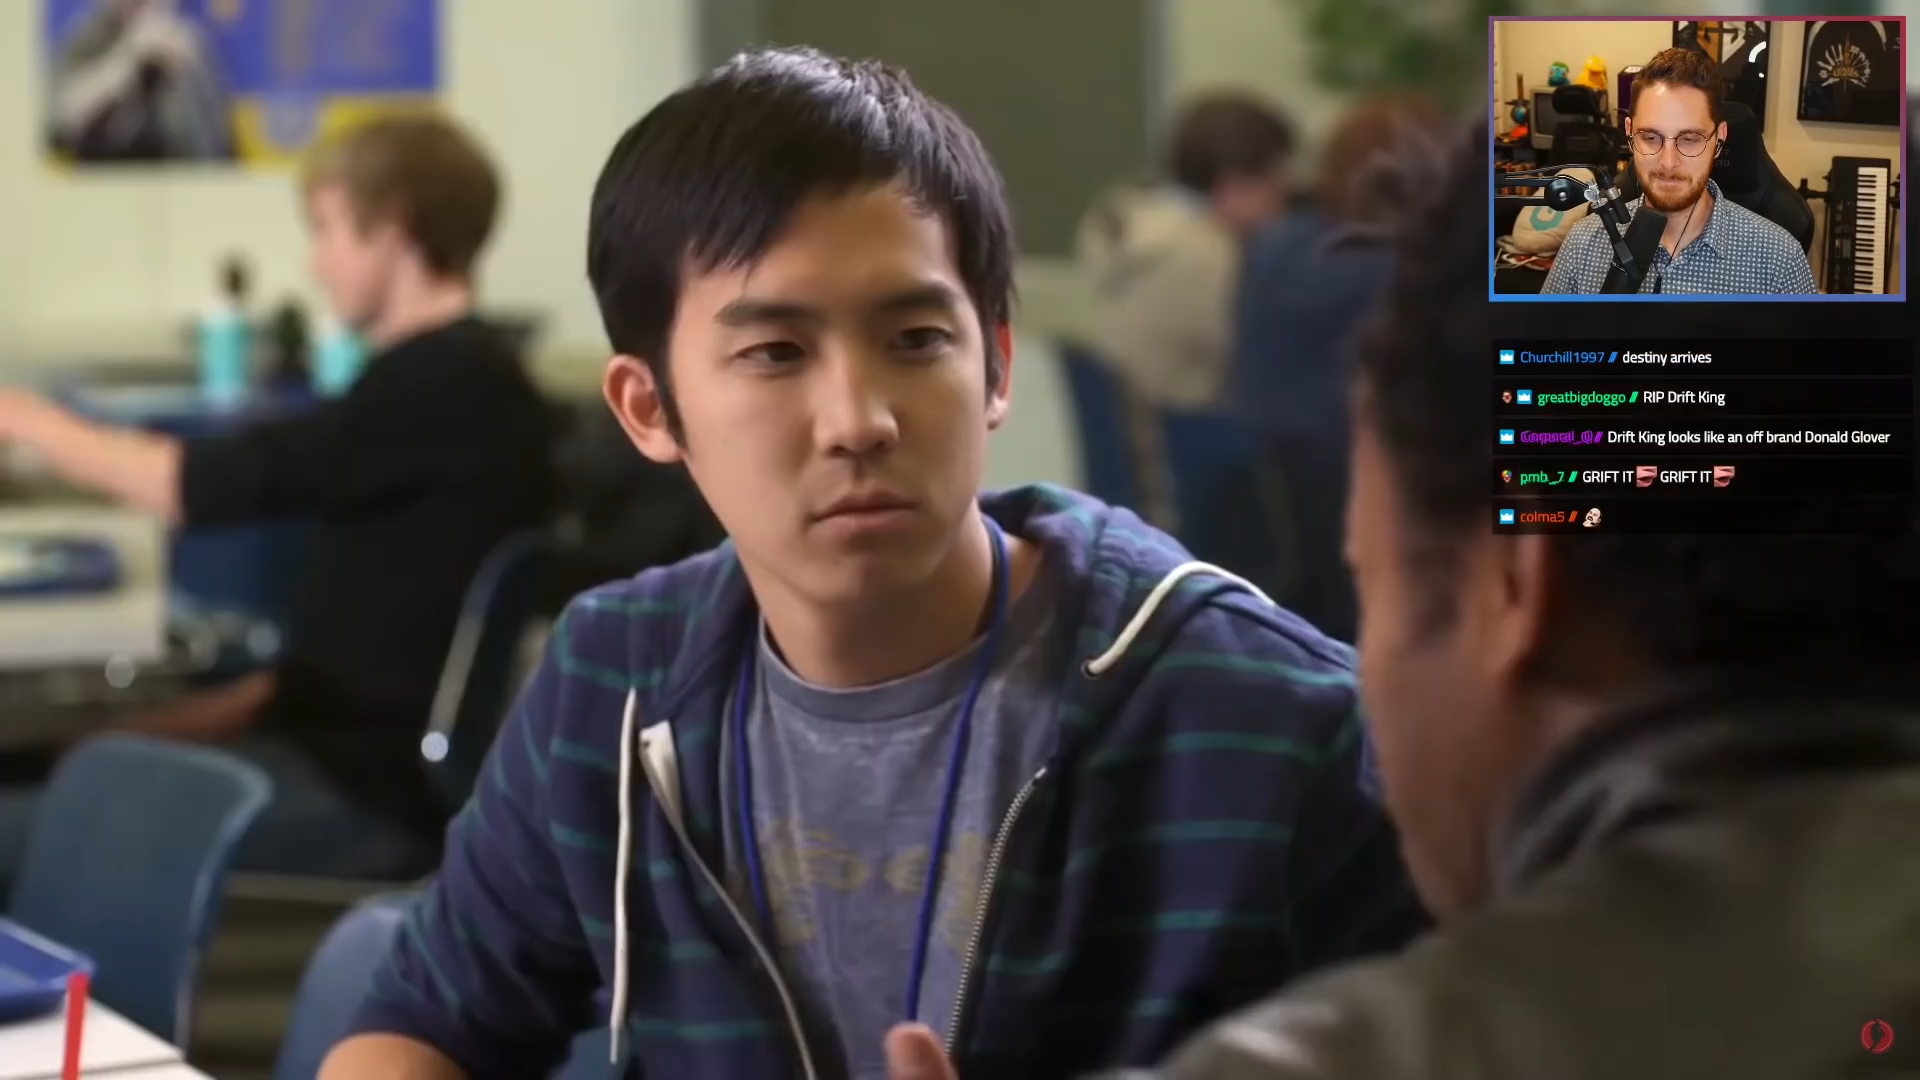 Churchill1997 // destiny arrives
greatbigdoggo // RIP Drift King
Corporal_Q // Drift King looks like an off brand Donald Glover
pmb_7 // GRIFT IT GRIFT IT
colma5 //